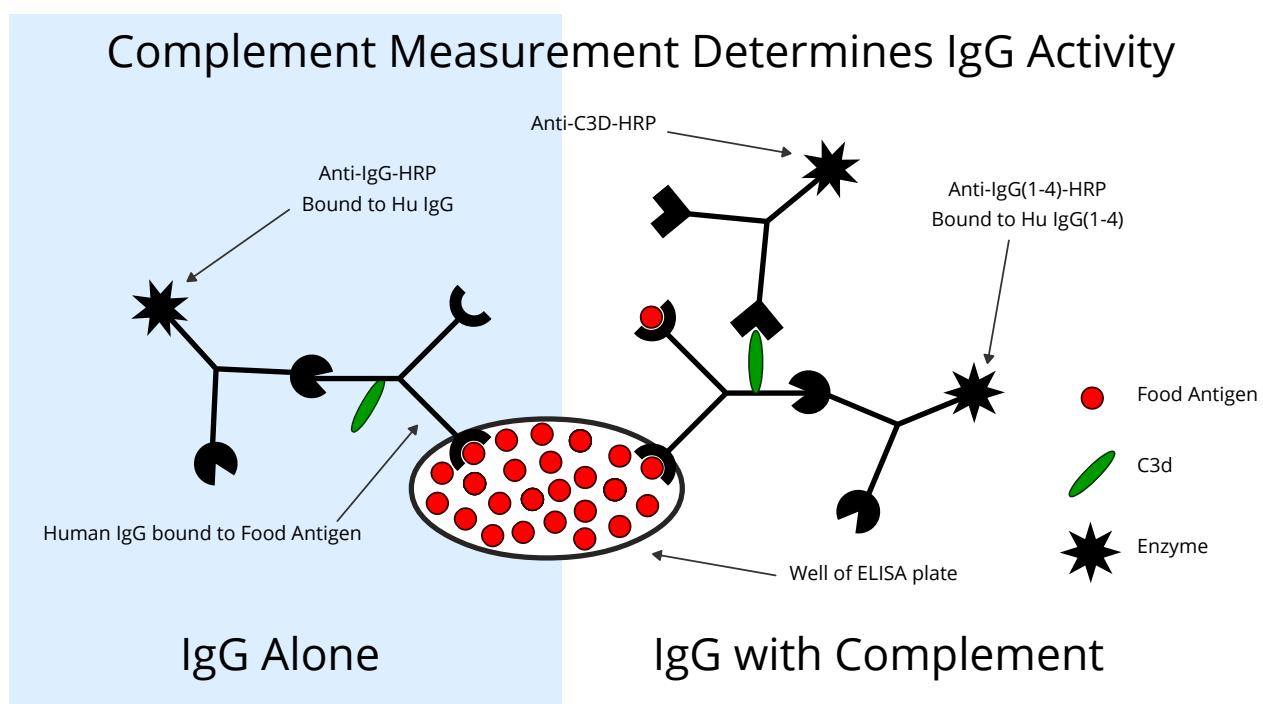 Complement Measurement Determines IgG Activity
Anti-C3D-HRP
Anti-IgG-HRP
Bound to Hu IgG
Anti-IgG(1-4)-HRP
Bound to Hu IgG(1-4)
Food Antigen
C3d
Enzyme
Human IgG bound to Food Antigen
Well of ELISA plate
IgG Alone
IgG with Complement